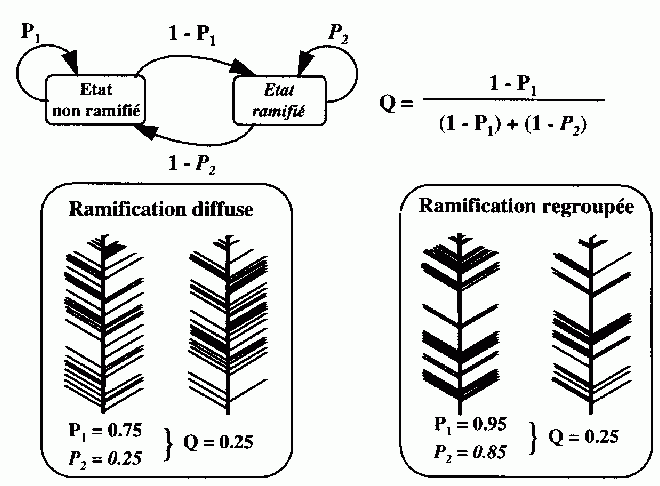 P₁
1 - P₁
P₂
Etat
non ramifié
Etat
ramifié
1 - P₂
Q =
1 - P₁
(1 - P₁) + (1 - P₂)
Ramification diffuse
P₁ = 0.75
P₂ = 0.25
} Q = 0.25
Ramification regroupée
P₁ = 0.95
P₂ = 0.85
} Q = 0.25